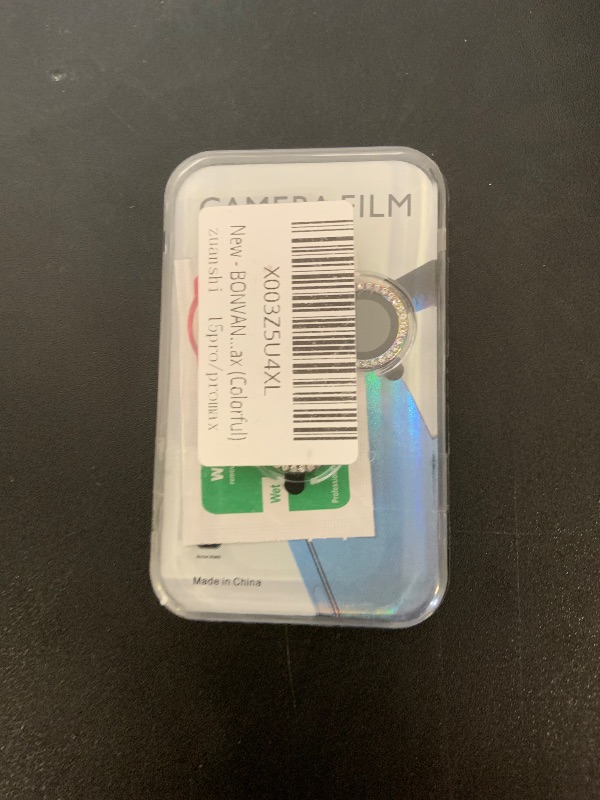 CAMERA FILM
X003Z5U4XL
New - BONVAN...ax (Colorful)
zuanshi 15pro/promax
Wet
Made in China